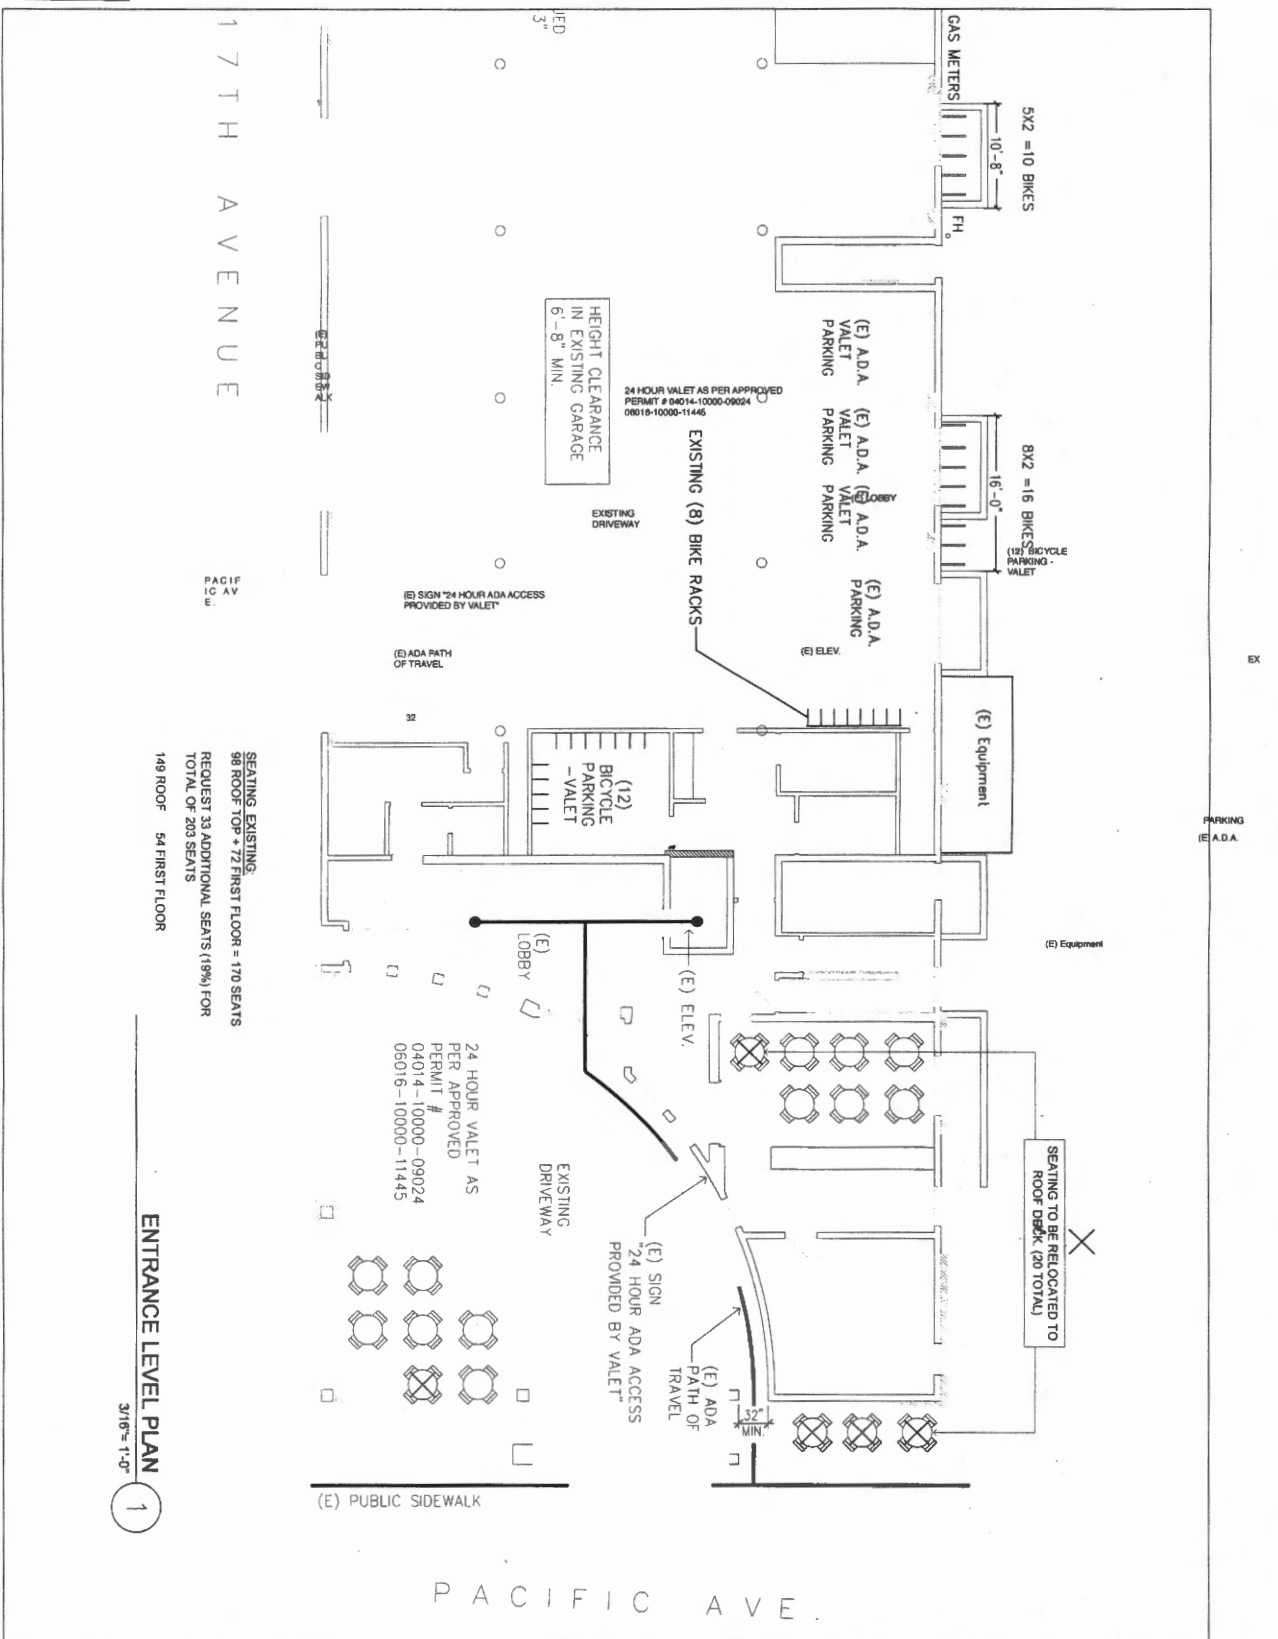 UED
3"
GAS METERS
5X2 =10 BIKES
10'-8"
FH
17TH AVENUE
HEIGHT CLEARANCE
IN EXISTING GARAGE
6'-8" MIN.
(E) A.D.A.
VALET
PARKING
(E) A.D.A.
VALET
PARKING
(E) A.D.A.
VALET
PARKING
(E) LOBBY
24 HOUR VALET AS PER APPROVED
PERMIT # 04014-10000-09024
06016-10000-11445
8X2 =16 BIKES
16'-0"
(12) BICYCLE
PARKING -
VALET
EXISTING (8) BIKE RACKS
EXISTING
DRIVEWAY
PACIF
IC AV
E.
(E) SIGN "24 HOUR ADA ACCESS
PROVIDED BY VALET"
(E) A.D.A.
PARKING
(E) ADA PATH
OF TRAVEL
(E) ELEV.
EX
32
(E) Equipment
(12)
BICYCLE
PARKING
-VALET
PARKING
(E) A.D.A.
SEATING EXISTING:
98 ROOF TOP + 72 FIRST FLOOR = 170 SEATS
REQUEST 33 ADDITIONAL SEATS (19%) FOR
TOTAL OF 203 SEATS
149 ROOF 54 FIRST FLOOR
(E)
LOBBY
(E) ELEV.
(E) Equipment
24 HOUR VALET AS
PER APPROVED
PERMIT #
04014-10000-09024
06016-10000-11445
EXISTING
DRIVEWAY
SEATING TO BE RELOCATED TO
ROOF DECK. (20 TOTAL)
(E) SIGN
"24 HOUR ADA ACCESS
PROVIDED BY VALET"
(E) ADA
PATH OF
TRAVEL
32"
MIN.
ENTRANCE LEVEL PLAN
3/16"= 1'-0"
1
(E) PUBLIC SIDEWALK
PACIFIC AVE.